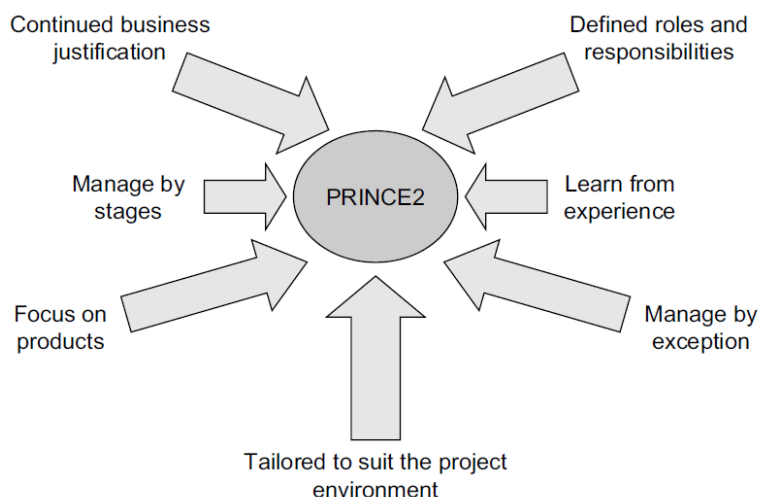 Continued business
justification
Defined roles and
responsibilities
Manage by
stages
PRINCE2
Learn from
experience
Focus on
products
Manage by
exception
Tailored to suit the project
environment